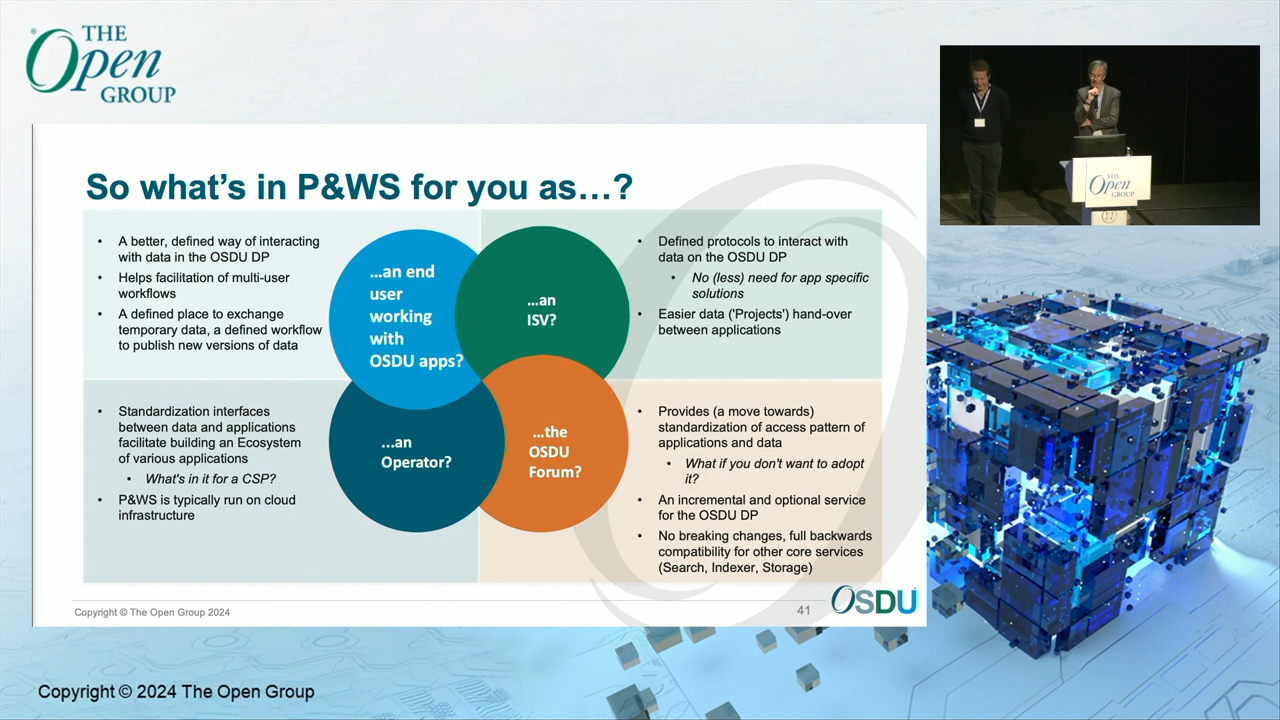 THE
Open
GROUP
So what's in P&WS for you as…?
• A better, defined way of interacting
with data in the OSDU DP
• Helps facilitation of multi-user
workflows
• A defined place to exchange
temporary data, a defined workflow
to publish new versions of data
…an end
user
working
with
OSDU apps?
…an
ISV?
• Defined protocols to interact with
data on the OSDU DP
• No (less) need for app specific
solutions
• Easier data ('Projects') hand-over
between applications
• Standardization interfaces
between data and applications
facilitate building an Ecosystem
of various applications
• What's in it for a CSP?
• P&WS is typically run on cloud
infrastructure
…an
Operator?
…the
OSDU
Forum?
• Provides (a move towards)
standardization of access pattern of
applications and data
• What if you don't want to adopt
it?
• An incremental and optional service
for the OSDU DP
• No breaking changes, full backwards
compatibility for other core services
(Search, Indexer, Storage)
Copyright © The Open Group 2024
41
OSDU
THE
Open
GROUP
Copyright © 2024 The Open Group